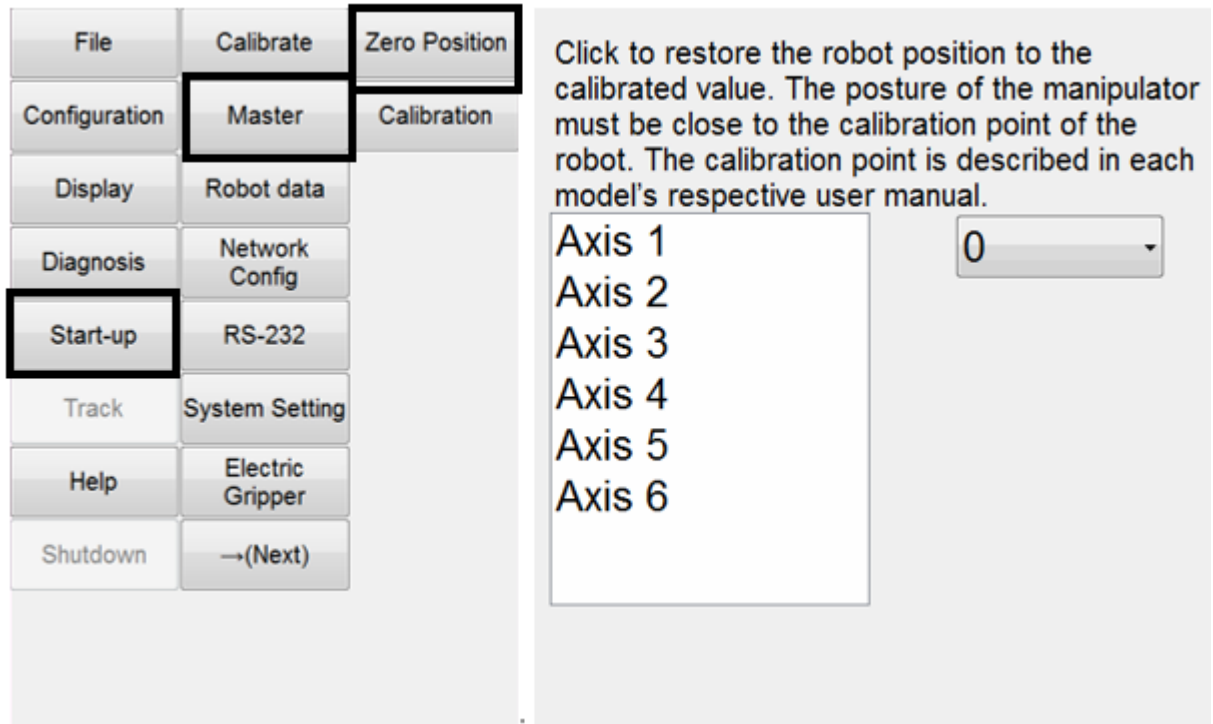 File
Calibrate
Zero Position
Configuration
Master
Calibration
Display
Robot data
Diagnosis
Network
Config
Start-up
RS-232
Track
System Setting
Help
Electric
Gripper
Shutdown
→(Next)
Click to restore the robot position to the
calibrated value. The posture of the manipulator
must be close to the calibration point of the
robot. The calibration point is described in each
model's respective user manual.
Axis 1
Axis 2
Axis 3
Axis 4
Axis 5
Axis 6
0